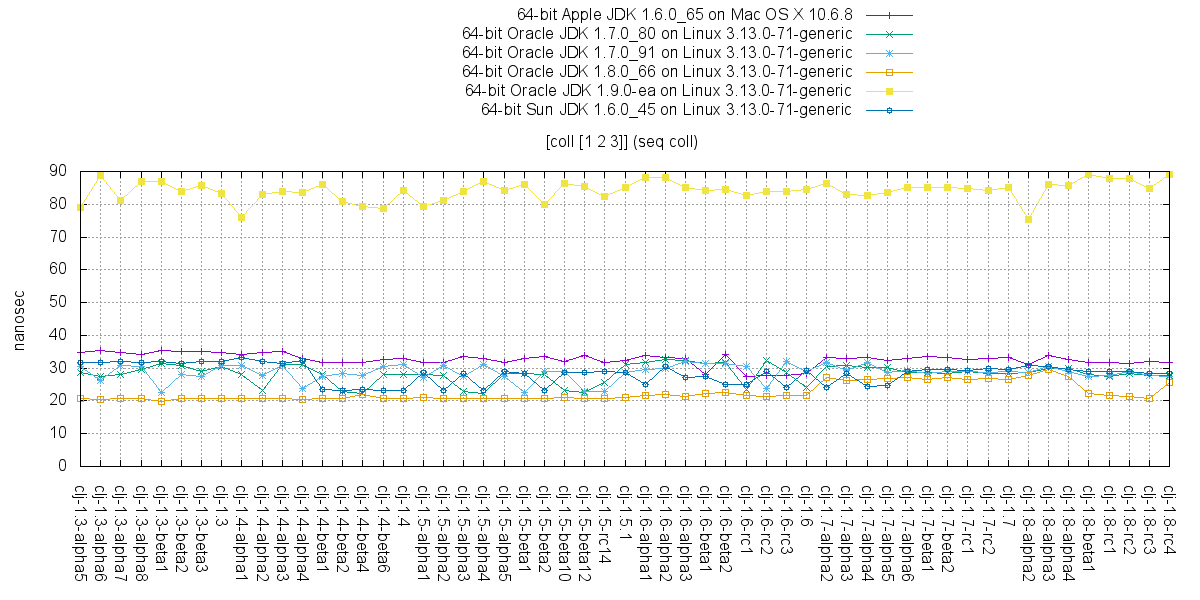 64-bit Apple JDK 1.6.0_65 on Mac OS X 10.6.8
64-bit Oracle JDK 1.7.0_80 on Linux 3.13.0-71-generic
64-bit Oracle JDK 1.7.0_91 on Linux 3.13.0-71-generic
64-bit Oracle JDK 1.8.0_66 on Linux 3.13.0-71-generic
64-bit Oracle JDK 1.9.0-ea on Linux 3.13.0-71-generic
64-bit Sun JDK 1.6.0_45 on Linux 3.13.0-71-generic
[coll [1 2 3]] (seq coll)
nanosec
90
80
70
60
50
40
30
20
10
0
clj-1.3-alpha5
clj-1.3-alpha6
clj-1.3-alpha7
clj-1.3-alpha8
clj-1.3-beta1
clj-1.3-beta2
clj-1.3-beta3
clj-1.3
clj-1.4-alpha1
clj-1.4-alpha2
clj-1.4-alpha3
clj-1.4-alpha4
clj-1.4-beta1
clj-1.4-beta2
clj-1.4-beta4
clj-1.4-beta6
clj-1.4
clj-1.5-alpha1
clj-1.5-alpha2
clj-1.5-alpha3
clj-1.5-alpha4
clj-1.5-alpha5
clj-1.5-beta1
clj-1.5-beta2
clj-1.5-beta10
clj-1.5-beta12
clj-1.5-rc14
clj-1.5.1
clj-1.6-alpha1
clj-1.6-alpha2
clj-1.6-alpha3
clj-1.6-beta1
clj-1.6-beta2
clj-1.6-rc1
clj-1.6-rc2
clj-1.6-rc3
clj-1.6
clj-1.7-alpha2
clj-1.7-alpha3
clj-1.7-alpha4
clj-1.7-alpha5
clj-1.7-alpha6
clj-1.7-beta1
clj-1.7-beta2
clj-1.7-rc1
clj-1.7-rc2
clj-1.7
clj-1.8-alpha2
clj-1.8-alpha3
clj-1.8-alpha4
clj-1.8-beta1
clj-1.8-rc1
clj-1.8-rc2
clj-1.8-rc3
clj-1.8-rc4